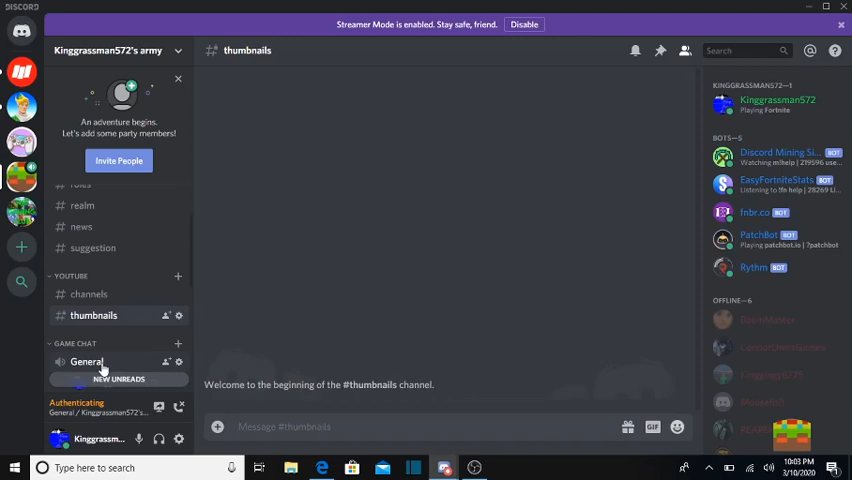 DISCORD
Streamer Mode is enabled. Stay safe, friend. Disable
Kinggrassman572's army
# thumbnails
Search
An adventure begins.
Let's add some party members!
Invite People
roles
# realm
# news
# suggestion
YOUTUBE
# channels
# thumbnails
GAME CHAT
General
NEW UNREADS
Authenticating
General / Kinggrassman572's...
Kinggrassm...
Welcome to the beginning of the #thumbnails channel.
Message #thumbnails
GIF
KINGGRASSMAN572—1
Kinggrassman572
Playing Fortnite
BOTS—5
Discord Mining Si... BOT
Watching m!help | 219596 use...
EasyFortniteStats BOT
Listening to !fe help | 28269 Li...
fnbr.co BOT
PatchBot BOT
Playing patchbot.io | ?patchbot
Rythm BOT
OFFLINE—6
Type here to search
10:03 PM
3/10/2020